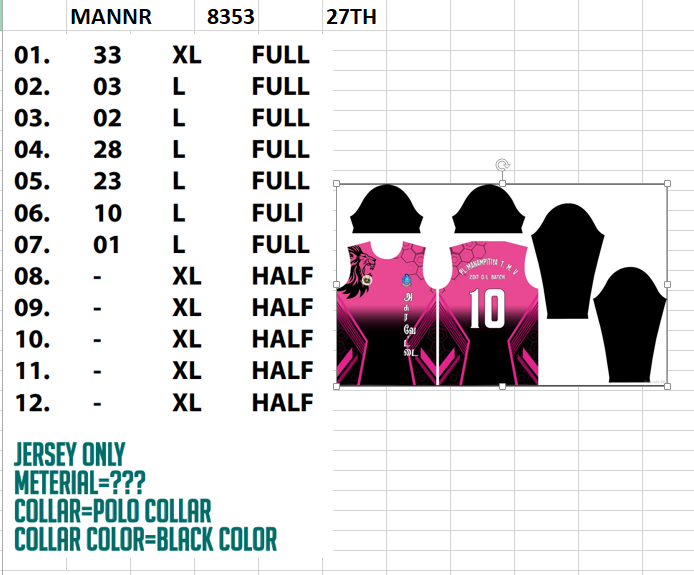 MANNR 8353 27TH
01. 33 XL FULL
02. 03 L FULL
03. 02 L FULL
04. 28 L FULL
05. 23 L FULL
06. 10 L FULl
07. 01 L FULL
08. - XL HALF
09. - XL HALF
10. - XL HALF
11. - XL HALF
12. - XL HALF
JERSEY ONLY
METERIAL=???
COLLAR=POLO COLLAR
COLLAR COLOR=BLACK COLOR
MANAMPITIYA T. M. V
O/L BATCH
10